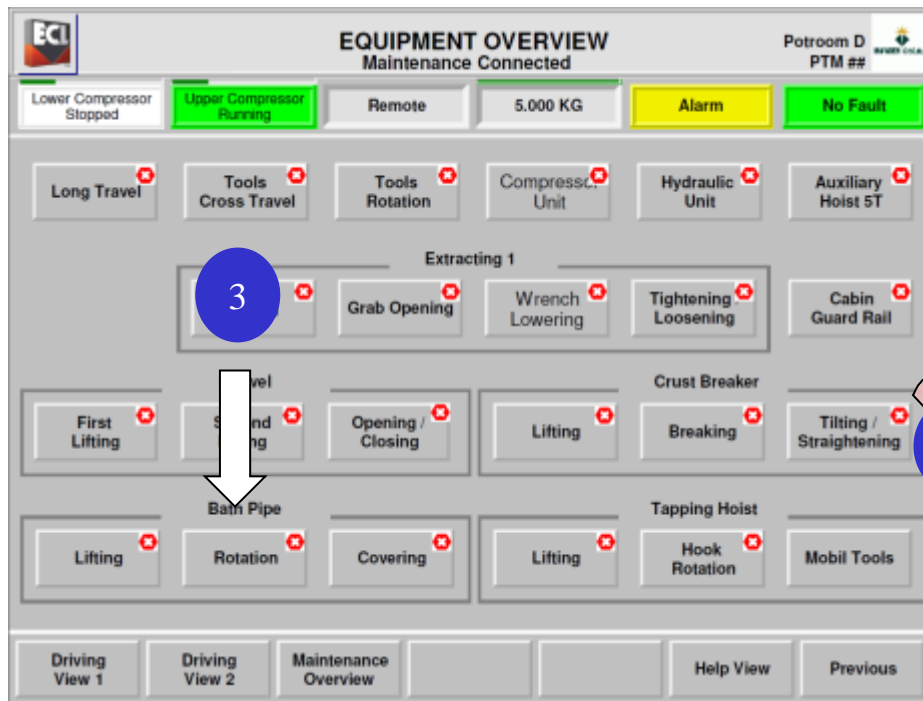 ECL
EQUIPMENT OVERVIEW
Maintenance Connected
Potroom D
PTM ##
Lower Compressor
Stopped
Upper Compressor
Running
Remote
5.000 KG
Alarm
No Fault
Long Travel
Tools
Cross Travel
Tools
Rotation
Compressor
Unit
Hydraulic
Unit
Auxiliary
Hoist 5T
Extracting 1
3
Grab Opening
Wrench
Lowering
Tightening /
Loosening
Cabin
Guard Rail
Crust Breaker
First
Lifting
Opening /
Closing
Lifting
Breaking
Tilting /
Straightening
Bath Pipe
Tapping Hoist
Lifting
Rotation
Covering
Lifting
Hook
Rotation
Mobil Tools
Driving
View 1
Driving
View 2
Maintenance
Overview
Help View
Previous